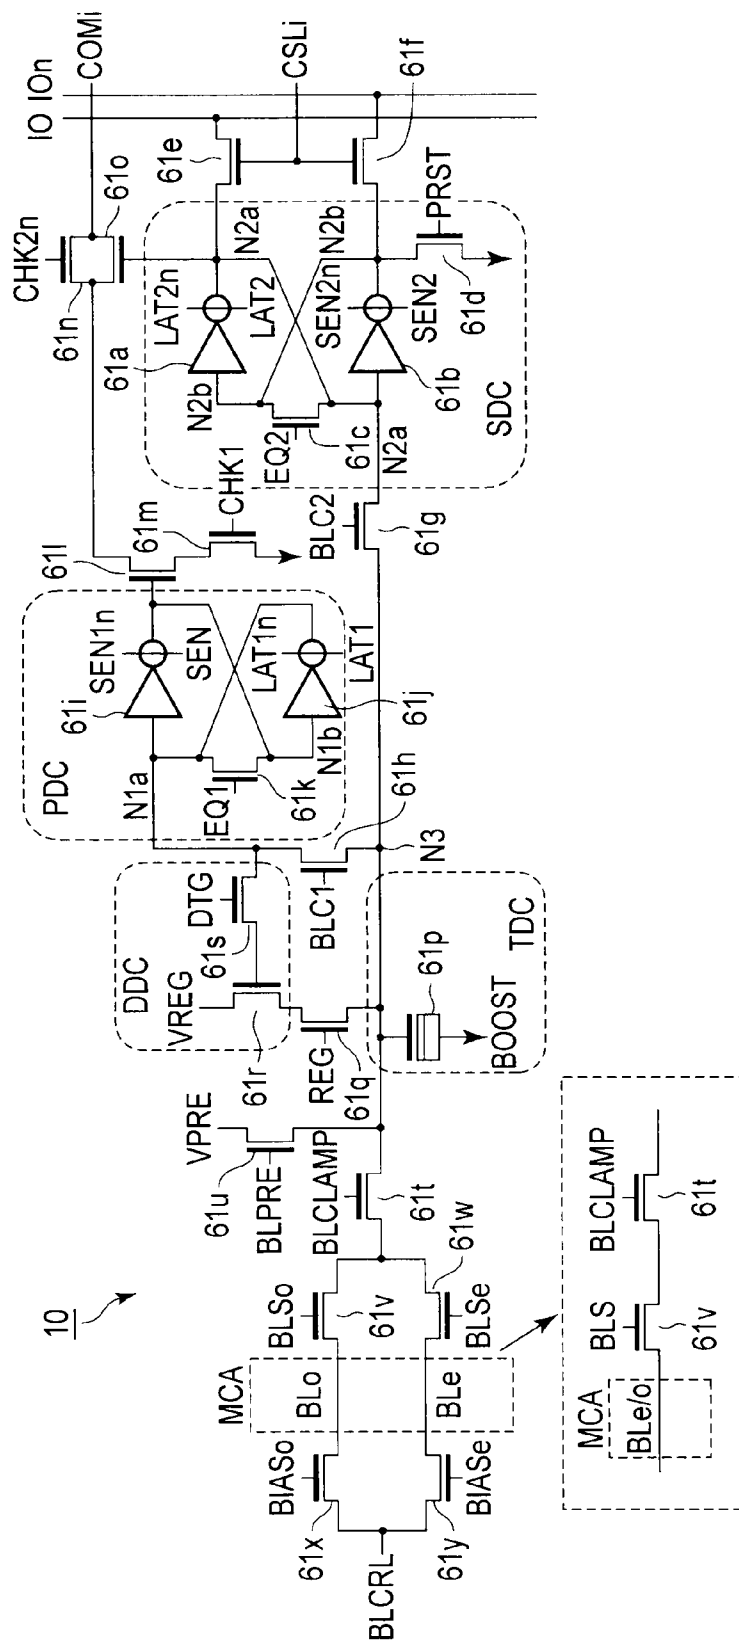 10
IO IOn
COMi
CHK2n
61o
61n
61e
CSLi
61f
N2a
N2b
LAT2n
LAT2
61a
SEN2n
SEN2
PRST
61d
61b
N2b
EQ2
61c
N2a
SDC
BLC2
61g
CHK1
61m
61l
SEN1n
SEN
61i
LAT1n
LAT1
61j
PDC
N1a
N1b
EQ1
61k
61h
BLC1
N3
DDC
DTG
61s
VREG
61r
REG
61q
TDC
61p
BOOST
VPRE
61u
BLPRE
BLCLAMP
61t
61w
BLSo
61v
BLSe
MCA
BLo
BLe
BIASo
61x
BIASe
61y
BLCRL
MCA
BLe/o
BLS
61v
BLCLAMP
61t